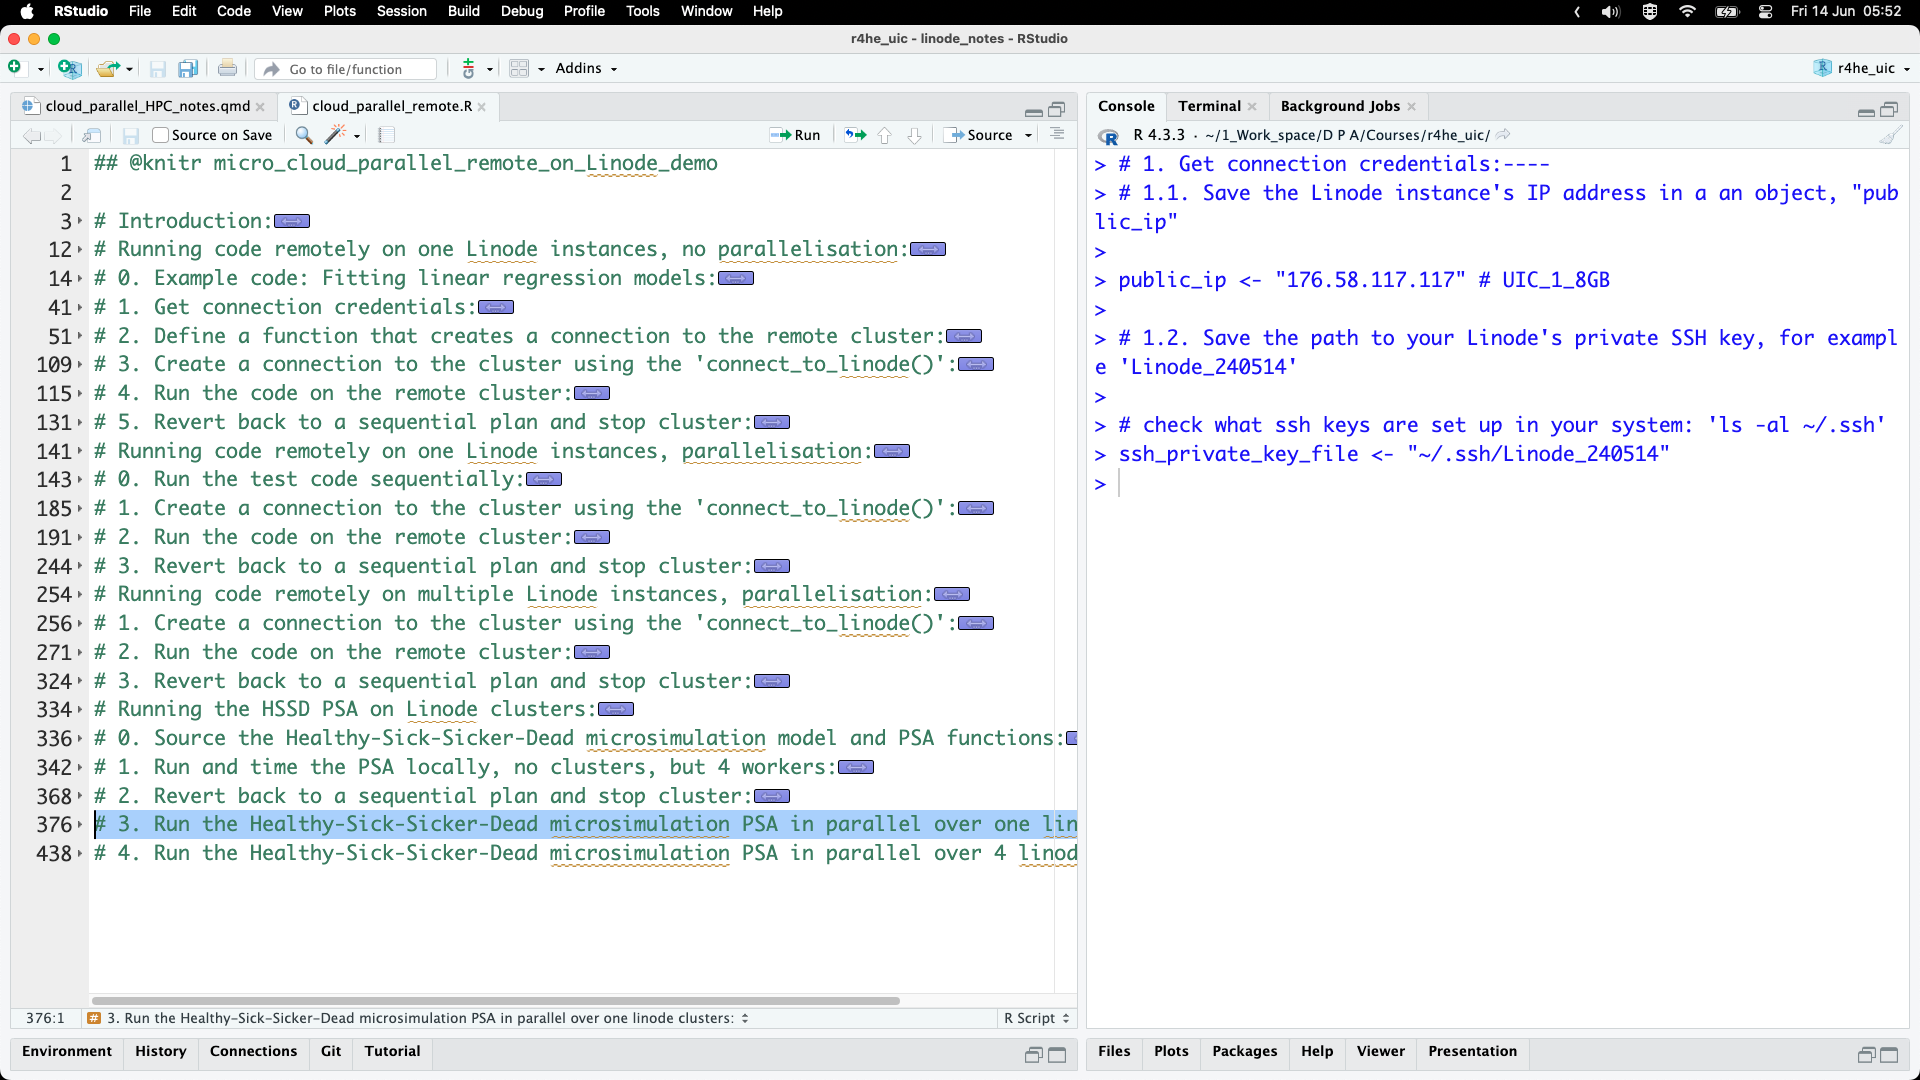 RStudio File Edit Code View Plots Session Build Debug Profile Tools Window Help Fri 14 Jun 05:52
r4he_uic - linode_notes - RStudio
Go to file/function Addins r4he_uic
cloud_parallel_HPC_notes.qmd cloud_parallel_remote.R
Source on Save Run Source
1 ## @knitr micro_cloud_parallel_remote_on_Linode_demo
2
3 # Introduction:
12 # Running code remotely on one Linode instances, no parallelisation:
14 # 0. Example code: Fitting linear regression models:
41 # 1. Get connection credentials:
51 # 2. Define a function that creates a connection to the remote cluster:
109 # 3. Create a connection to the cluster using the 'connect_to_linode()':
115 # 4. Run the code on the remote cluster:
131 # 5. Revert back to a sequential plan and stop cluster:
141 # Running code remotely on one Linode instances, parallelisation:
143 # 0. Run the test code sequentially:
185 # 1. Create a connection to the cluster using the 'connect_to_linode()':
191 # 2. Run the code on the remote cluster:
244 # 3. Revert back to a sequential plan and stop cluster:
254 # Running code remotely on multiple Linode instances, parallelisation:
256 # 1. Create a connection to the cluster using the 'connect_to_linode()':
271 # 2. Run the code on the remote cluster:
324 # 3. Revert back to a sequential plan and stop cluster:
334 # Running the HSSD PSA on Linode clusters:
336 # 0. Source the Healthy-Sick-Sicker-Dead microsimulation model and PSA functions:
342 # 1. Run and time the PSA locally, no clusters, but 4 workers:
368 # 2. Revert back to a sequential plan and stop cluster:
376 # 3. Run the Healthy-Sick-Sicker-Dead microsimulation PSA in parallel over one lin
438 # 4. Run the Healthy-Sick-Sicker-Dead microsimulation PSA in parallel over 4 linod
376:1 # 3. Run the Healthy-Sick-Sicker-Dead microsimulation PSA in parallel over one linode clusters: R Script
Environment History Connections Git Tutorial
Console Terminal Background Jobs
R 4.3.3 · ~/1_Work_space/D P A/Courses/r4he_uic/
> # 1. Get connection credentials:----
> # 1.1. Save the Linode instance's IP address in a an object, "pub
lic_ip"
>
> public_ip <- "176.58.117.117" # UIC_1_8GB
>
> # 1.2. Save the path to your Linode's private SSH key, for exampl
e 'Linode_240514'
>
> # check what ssh keys are set up in your system: 'ls -al ~/.ssh'
> ssh_private_key_file <- "~/.ssh/Linode_240514"
>
Files Plots Packages Help Viewer Presentation